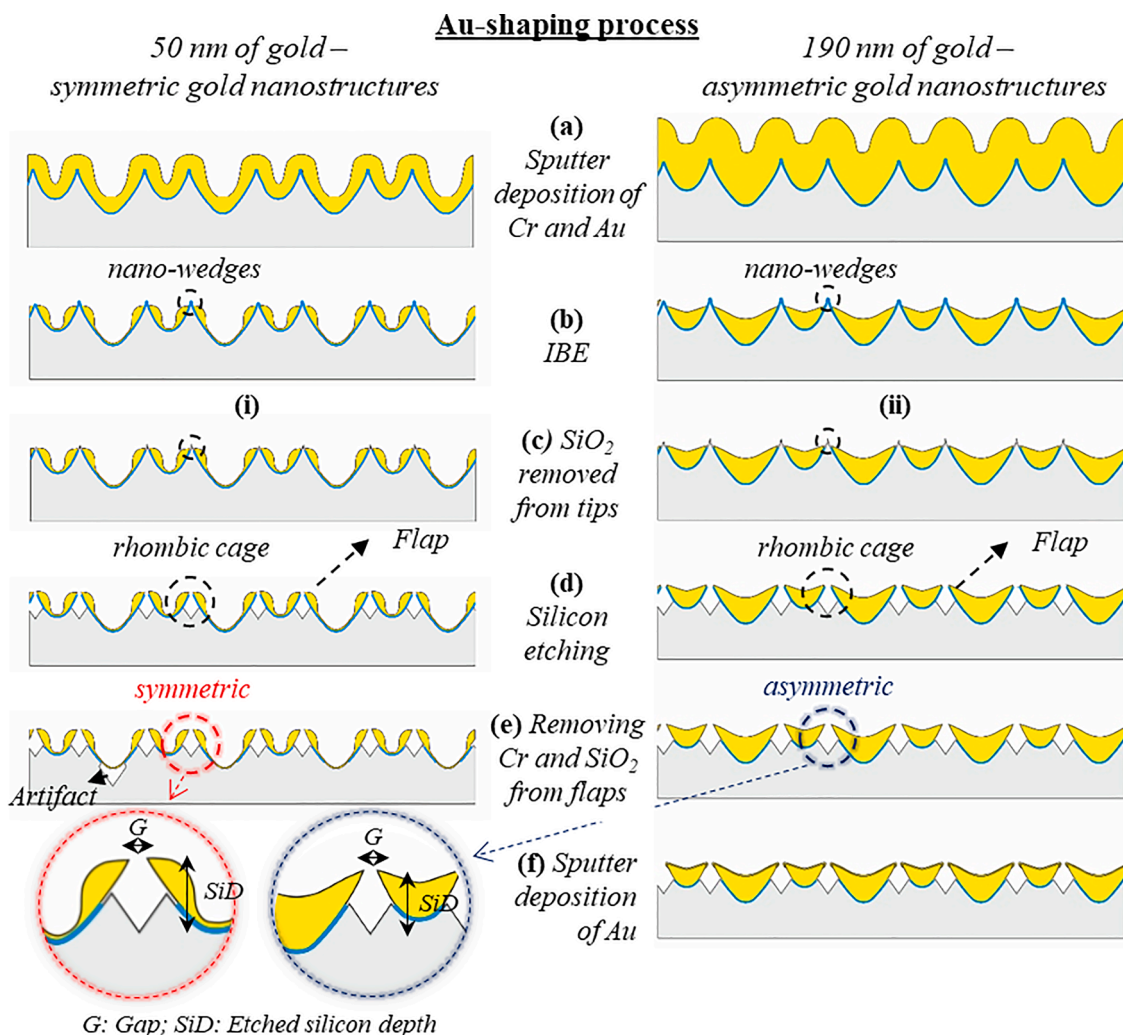 Au-shaping process
50 nm of gold –
symmetric gold nanostructures
190 nm of gold –
asymmetric gold nanostructures
(a)
Sputter
deposition of
Cr and Au
nano-wedges
nano-wedges
(b)
IBE
(i)
(ii)
(c) SiO2
removed
from tips
rhombic cage
Flap
rhombic cage
Flap
(d)
Silicon
etching
symmetric
asymmetric
(e) Removing
Cr and SiO2
from flaps
Artifact
G
SiD
G
SiD
(f) Sputter
deposition
of Au
G: Gap; SiD: Etched silicon depth